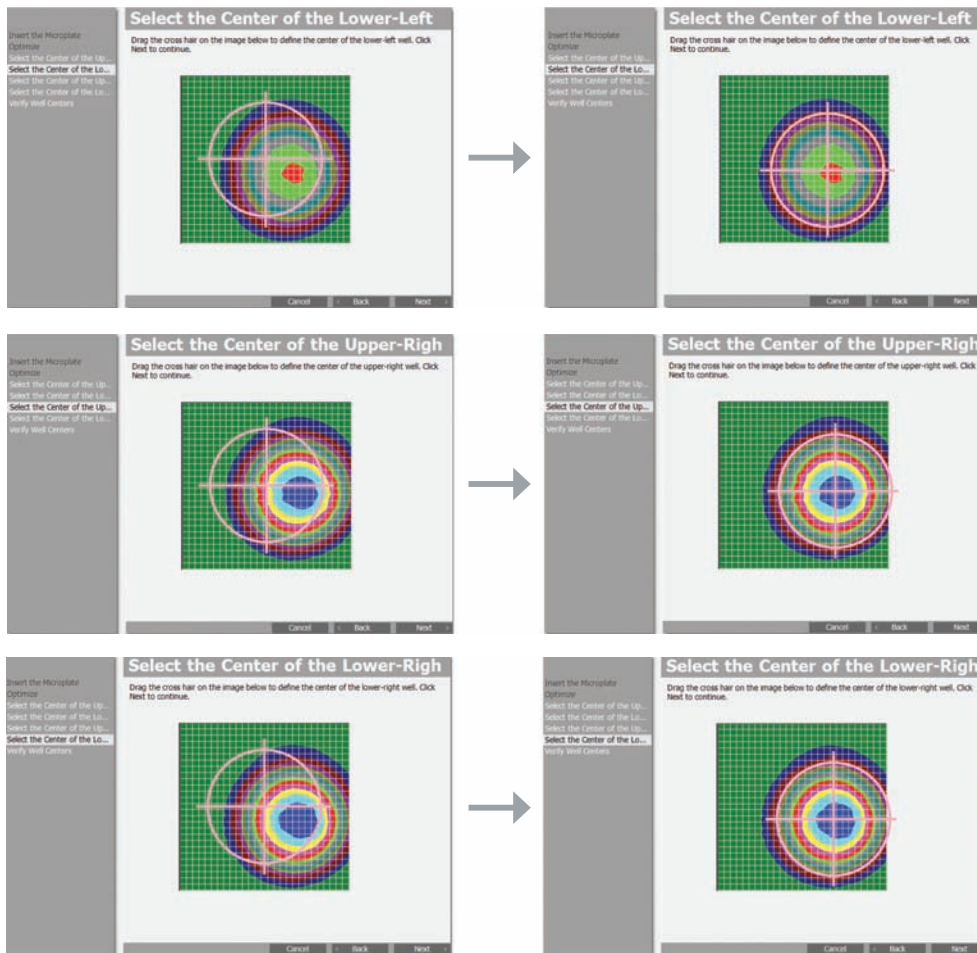 Select the Center of the Lower-Left
Insert the Microplate
Optimize
Select the Center of the Up...
Select the Center of the Lo...
Select the Center of the Up...
Select the Center of the Lo...
Verify Well Centers
Drag the cross hair on the image below to define the center of the lower-left well. Click
Next to continue.
Cancel ‹ Back Next ›
Select the Center of the Lower-Left
Insert the Microplate
Optimize
Select the Center of the Up...
Select the Center of the Lo...
Select the Center of the Up...
Select the Center of the Lo...
Verify Well Centers
Drag the cross hair on the image below to define the center of the lower-left well. Click
Next to continue.
Cancel ‹ Back Next
Select the Center of the Upper-Righ
Insert the Microplate
Optimize
Select the Center of the Up...
Select the Center of the Lo...
Select the Center of the Up...
Select the Center of the Lo...
Verify Well Centers
Drag the cross hair on the image below to define the center of the upper-right well. Click
Next to continue.
Cancel ‹ Back Next ›
Select the Center of the Upper-Righ
Insert the Microplate
Optimize
Select the Center of the Up...
Select the Center of the Lo...
Select the Center of the Up...
Select the Center of the Lo...
Verify Well Centers
Drag the cross hair on the image below to define the center of the upper-right well. Click
Next to continue.
Cancel ‹ Back Next
Select the Center of the Lower-Righ
Insert the Microplate
Optimize
Select the Center of the Up...
Select the Center of the Lo...
Select the Center of the Up...
Select the Center of the Lo...
Verify Well Centers
Drag the cross hair on the image below to define the center of the lower-right well. Click
Next to continue.
Cancel ‹ Back Next ›
Select the Center of the Lower-Righ
Insert the Microplate
Optimize
Select the Center of the Up...
Select the Center of the Lo...
Select the Center of the Up...
Select the Center of the Lo...
Verify Well Centers
Drag the cross hair on the image below to define the center of the lower-right well. Click
Next to continue.
Cancel ‹ Back Next